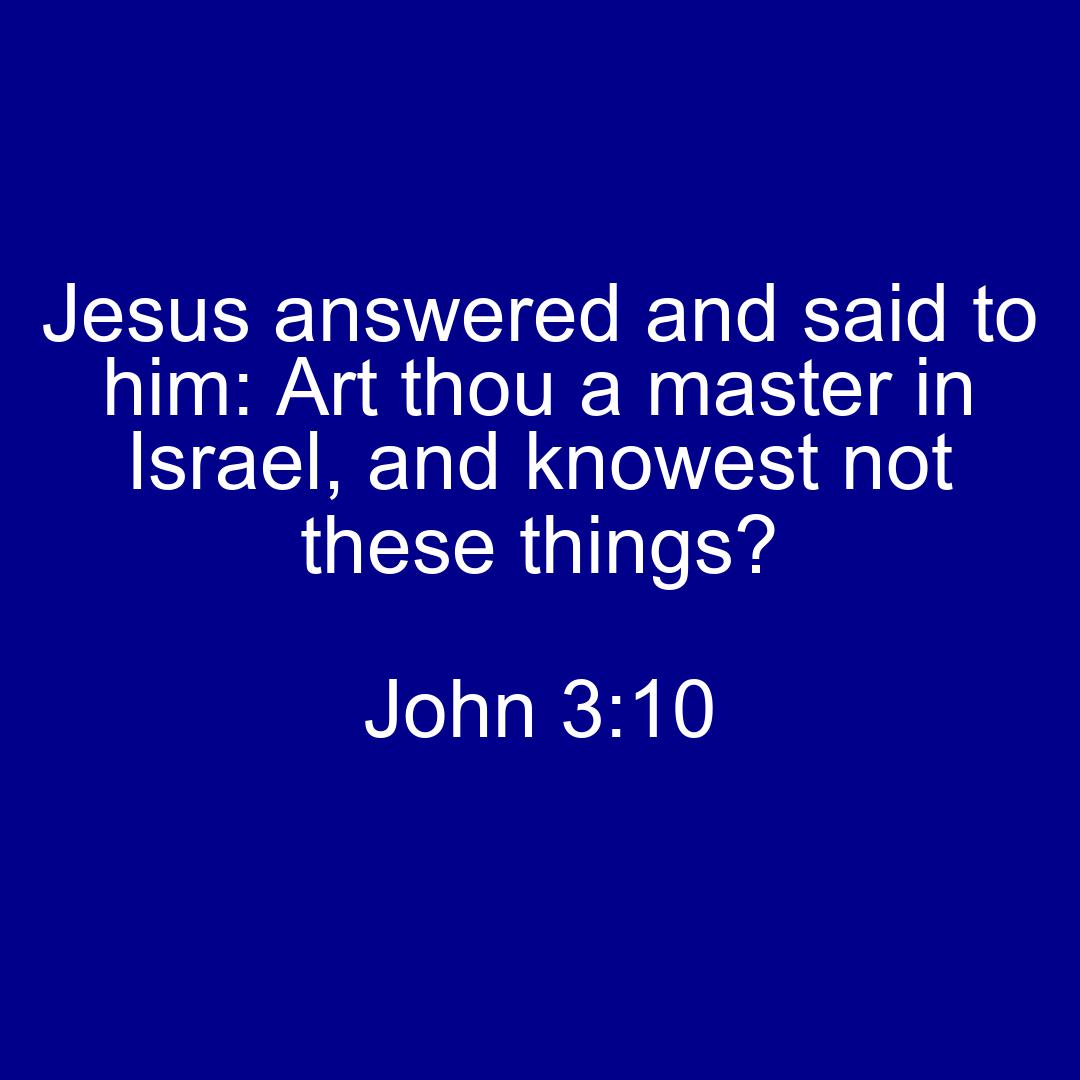 Jesus answered and said to
him: Art thou a master in
Israel, and knowest not
these things?
John 3:10